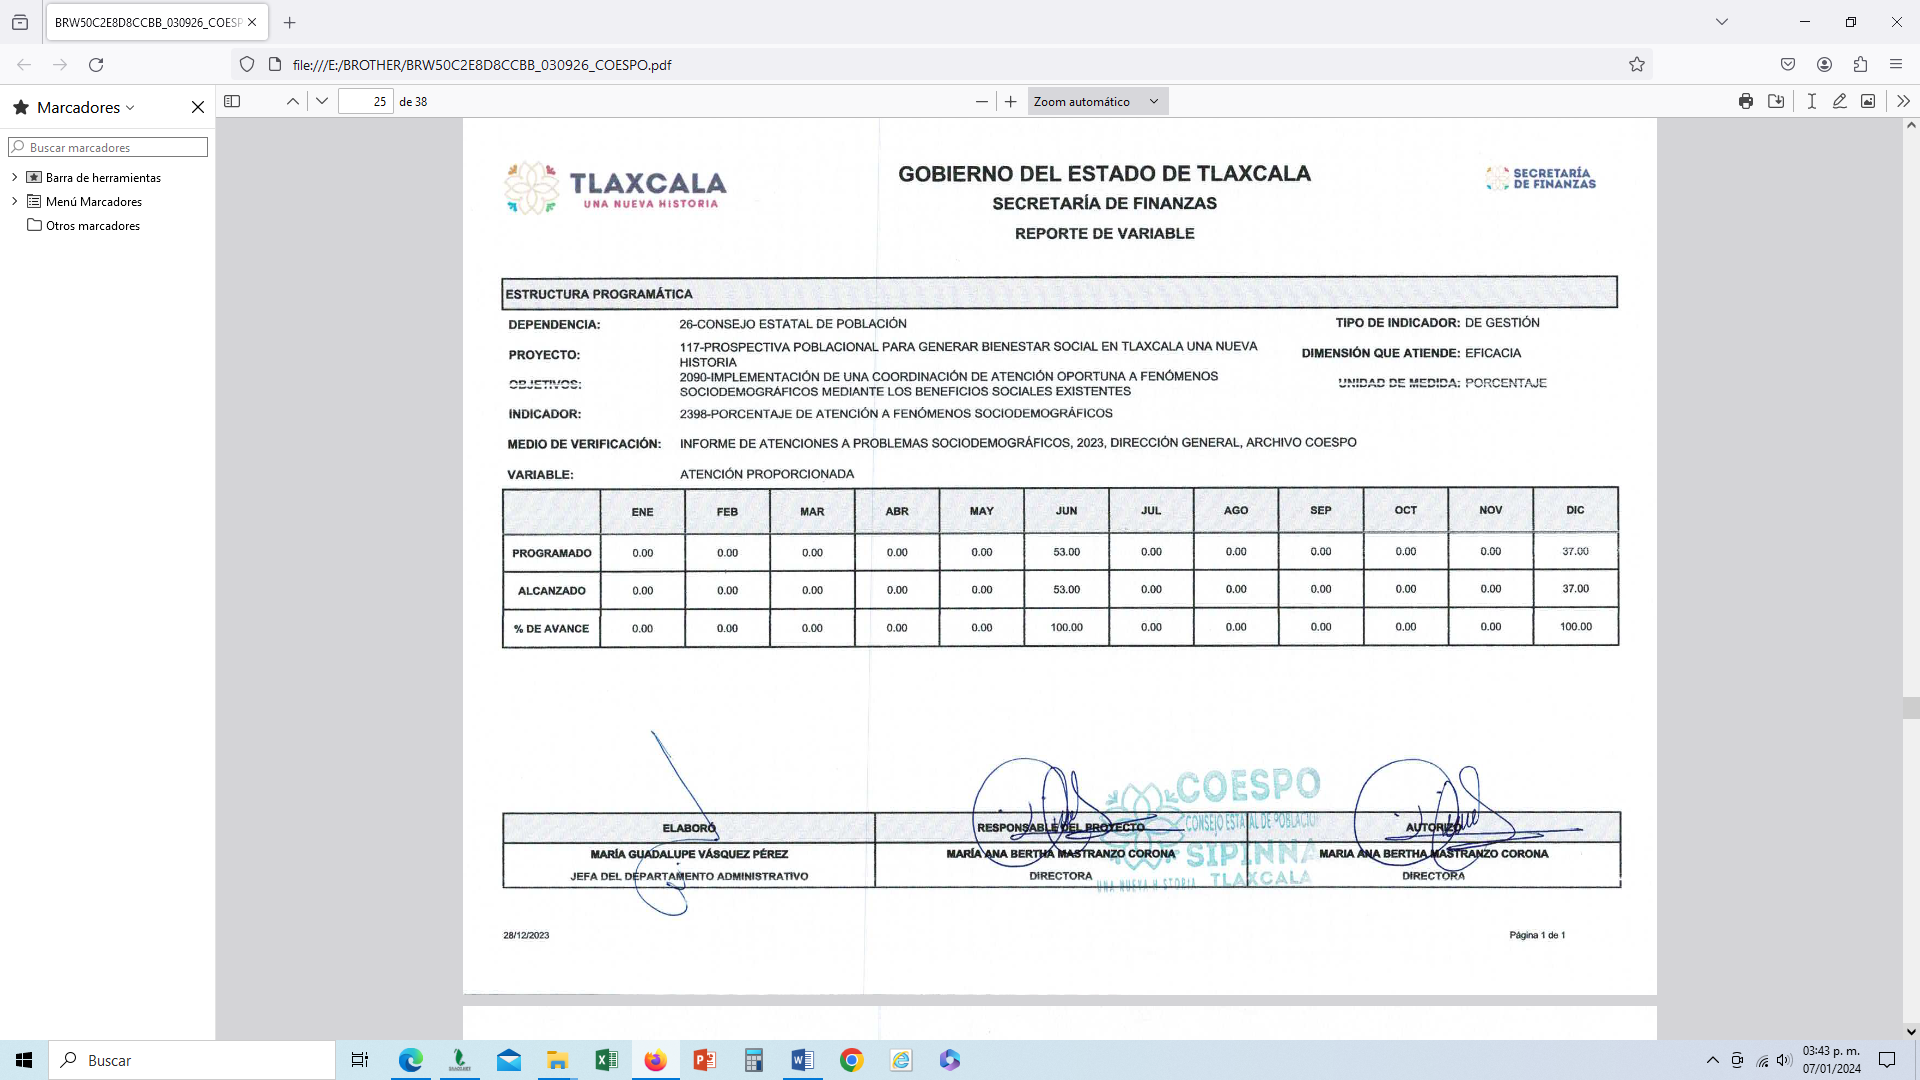 BRW50C2E8D8CCBB_030926_COESP
file:///E:/BROTHER/BRW50C2E8D8CCBB_030926_COESPO.pdf
Marcadores
25 de 38
Zoom automático
Buscar marcadores
Barra de herramientas
Menú Marcadores
Otros marcadores
TLAXCALA
UNA NUEVA HISTORIA
GOBIERNO DEL ESTADO DE TLAXCALA
SECRETARÍA DE FINANZAS
REPORTE DE VARIABLE
SECRETARÍA
DE FINANZAS
ESTRUCTURA PROGRAMÁTICA
DEPENDENCIA: 26-CONSEJO ESTATAL DE POBLACIÓN TIPO DE INDICADOR: DE GESTIÓN
PROYECTO: 117-PROSPECTIVA POBLACIONAL PARA GENERAR BIENESTAR SOCIAL EN TLAXCALA UNA NUEVA HISTORIA DIMENSIÓN QUE ATIENDE: EFICACIA
OBJETIVOS: 2090-IMPLEMENTACIÓN DE UNA COORDINACIÓN DE ATENCIÓN OPORTUNA A FENÓMENOS SOCIODEMOGRÁFICOS MEDIANTE LOS BENEFICIOS SOCIALES EXISTENTES UNIDAD DE MEDIDA: PORCENTAJE
INDICADOR: 2398-PORCENTAJE DE ATENCIÓN A FENÓMENOS SOCIODEMOGRÁFICOS
MEDIO DE VERIFICACIÓN: INFORME DE ATENCIONES A PROBLEMAS SOCIODEMOGRÁFICOS, 2023, DIRECCIÓN GENERAL, ARCHIVO COESPO
VARIABLE: ATENCIÓN PROPORCIONADA
ENE FEB MAR ABR MAY JUN JUL AGO SEP OCT NOV DIC
PROGRAMADO 0.00 0.00 0.00 0.00 0.00 53.00 0.00 0.00 0.00 0.00 0.00 37.00
ALCANZADO 0.00 0.00 0.00 0.00 0.00 53.00 0.00 0.00 0.00 0.00 0.00 37.00
% DE AVANCE 0.00 0.00 0.00 0.00 0.00 100.00 0.00 0.00 0.00 0.00 0.00 100.00
COESPO
CONSEJO ESTATAL DE POBLACIÓN
SIPINNA
UNA NUEVA HISTORIA TLAXCALA
ELABORÓ RESPONSABLE DEL PROYECTO AUTORIZÓ
MARÍA GUADALUPE VÁSQUEZ PÉREZ MARÍA ANA BERTHA MASTRANZO CORONA MARIA ANA BERTHA MASTRANZO CORONA
JEFA DEL DEPARTAMENTO ADMINISTRATIVO DIRECTORA DIRECTORA
28/12/2023 Página 1 de 1
Buscar
03:43 p. m.
07/01/2024